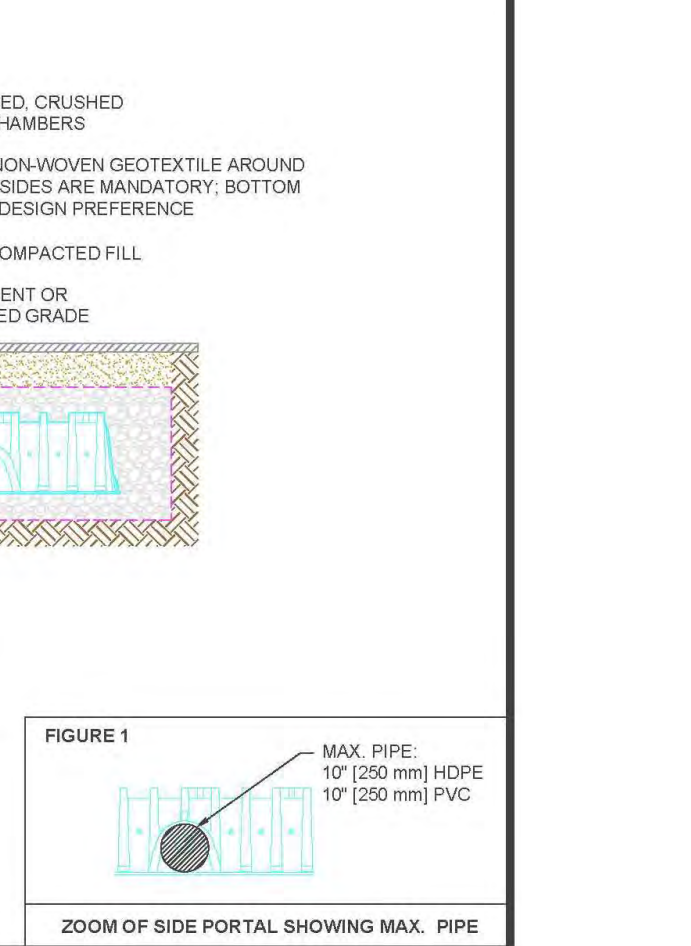 ED, CRUSHED
HAMBERS
NON-WOVEN GEOTEXTILE AROUND
SIDES ARE MANDATORY; BOTTOM
DESIGN PREFERENCE
OMPACTED FILL
ENT OR
ED GRADE
FIGURE 1
MAX. PIPE:
10" [250 mm] HDPE
10" [250 mm] PVC
ZOOM OF SIDE PORTAL SHOWING MAX. PIPE